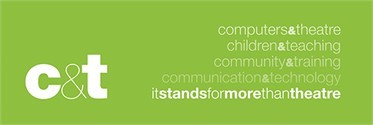 c&t
computers&theatre
children&teaching
community&training
communication&technology
itstandsformorethantheatre